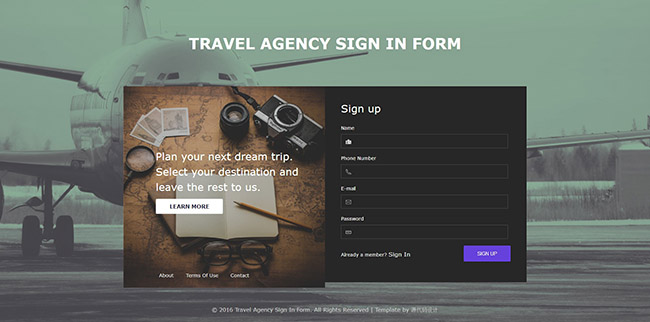 TRAVEL AGENCY SIGN IN FORM
Plan your next dream trip.
Select your destination and
leave the rest to us.
LEARN MORE
About Terms Of Use Contact
Sign up
Name
Phone Number
E-mail
Password
Already a member? Sign In
SIGN UP
© 2016 Travel Agency Sign In Form. All Rights Reserved | Template by